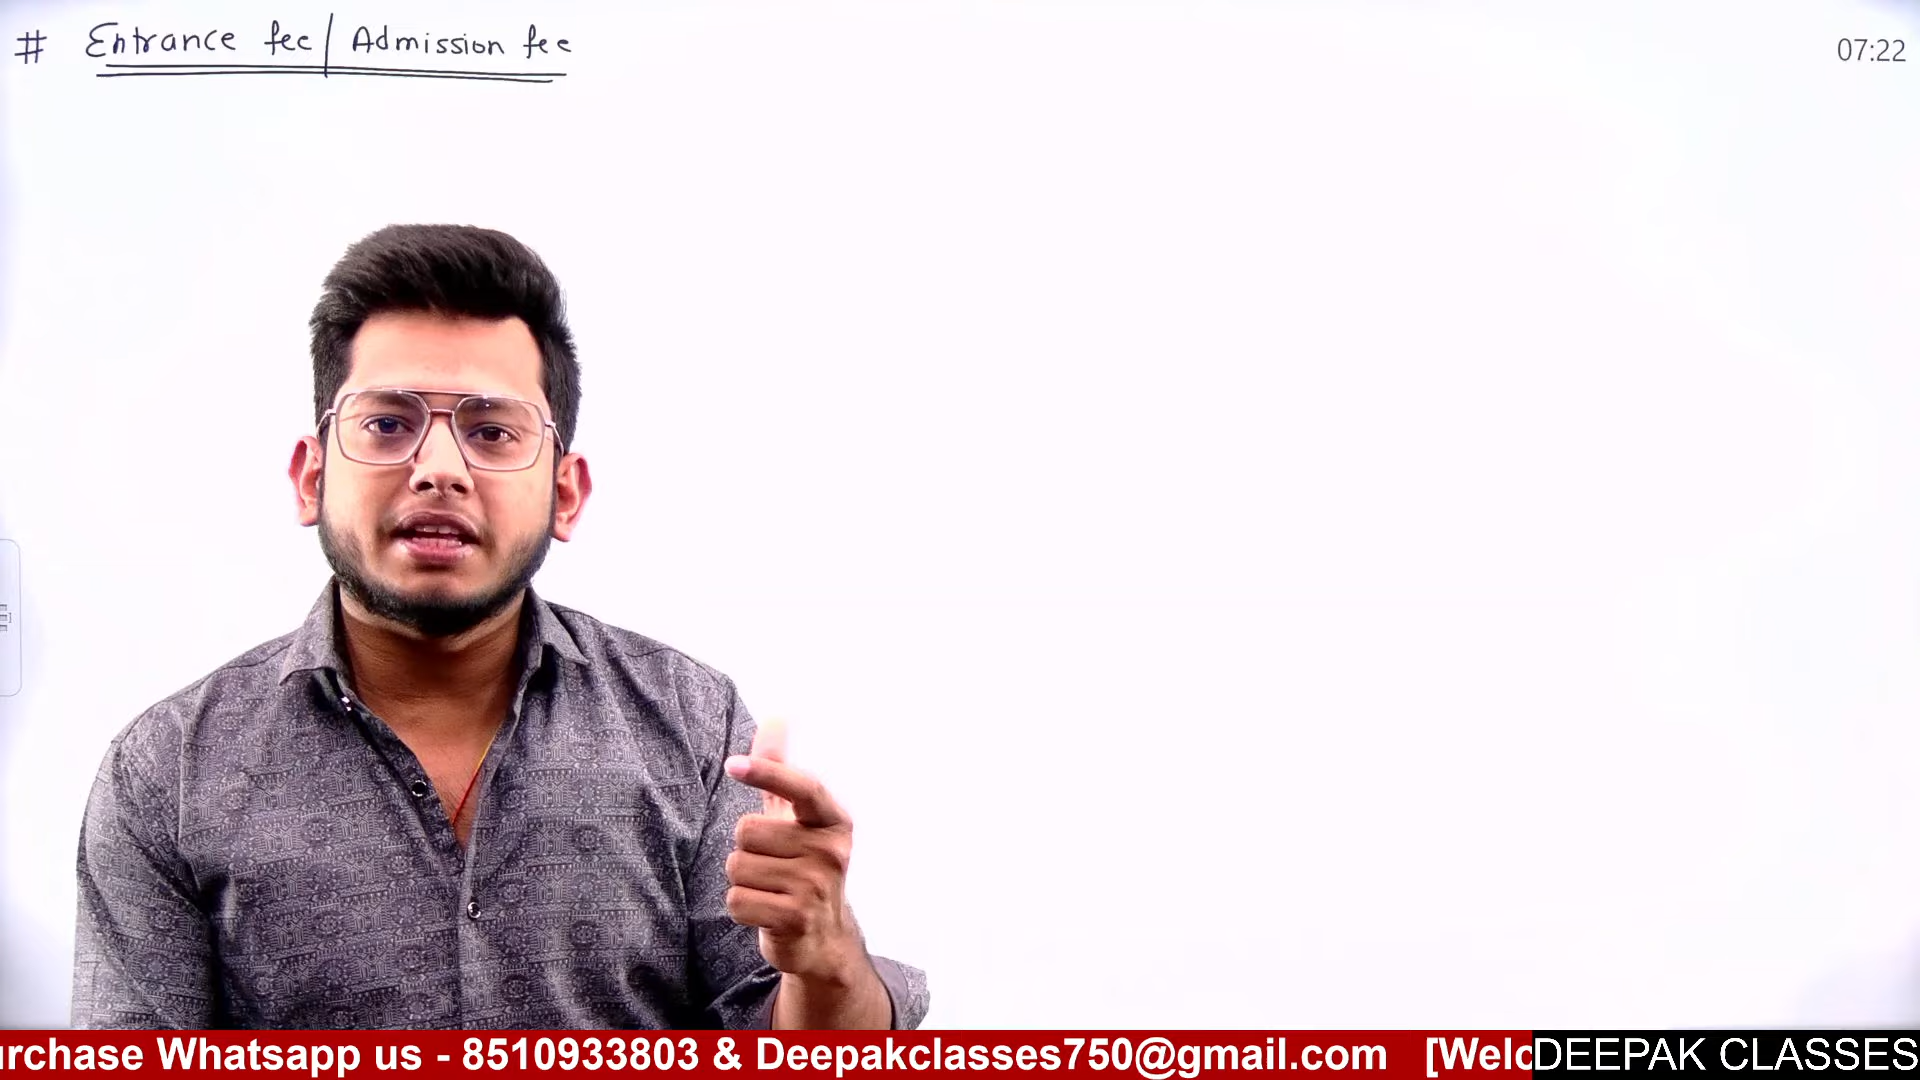 # Entrance fee | Admission fee
07:22
urchase Whatsapp us - 8510933803 & Deepakclasses750@gmail.com [Welc
DEEPAK CLASSES